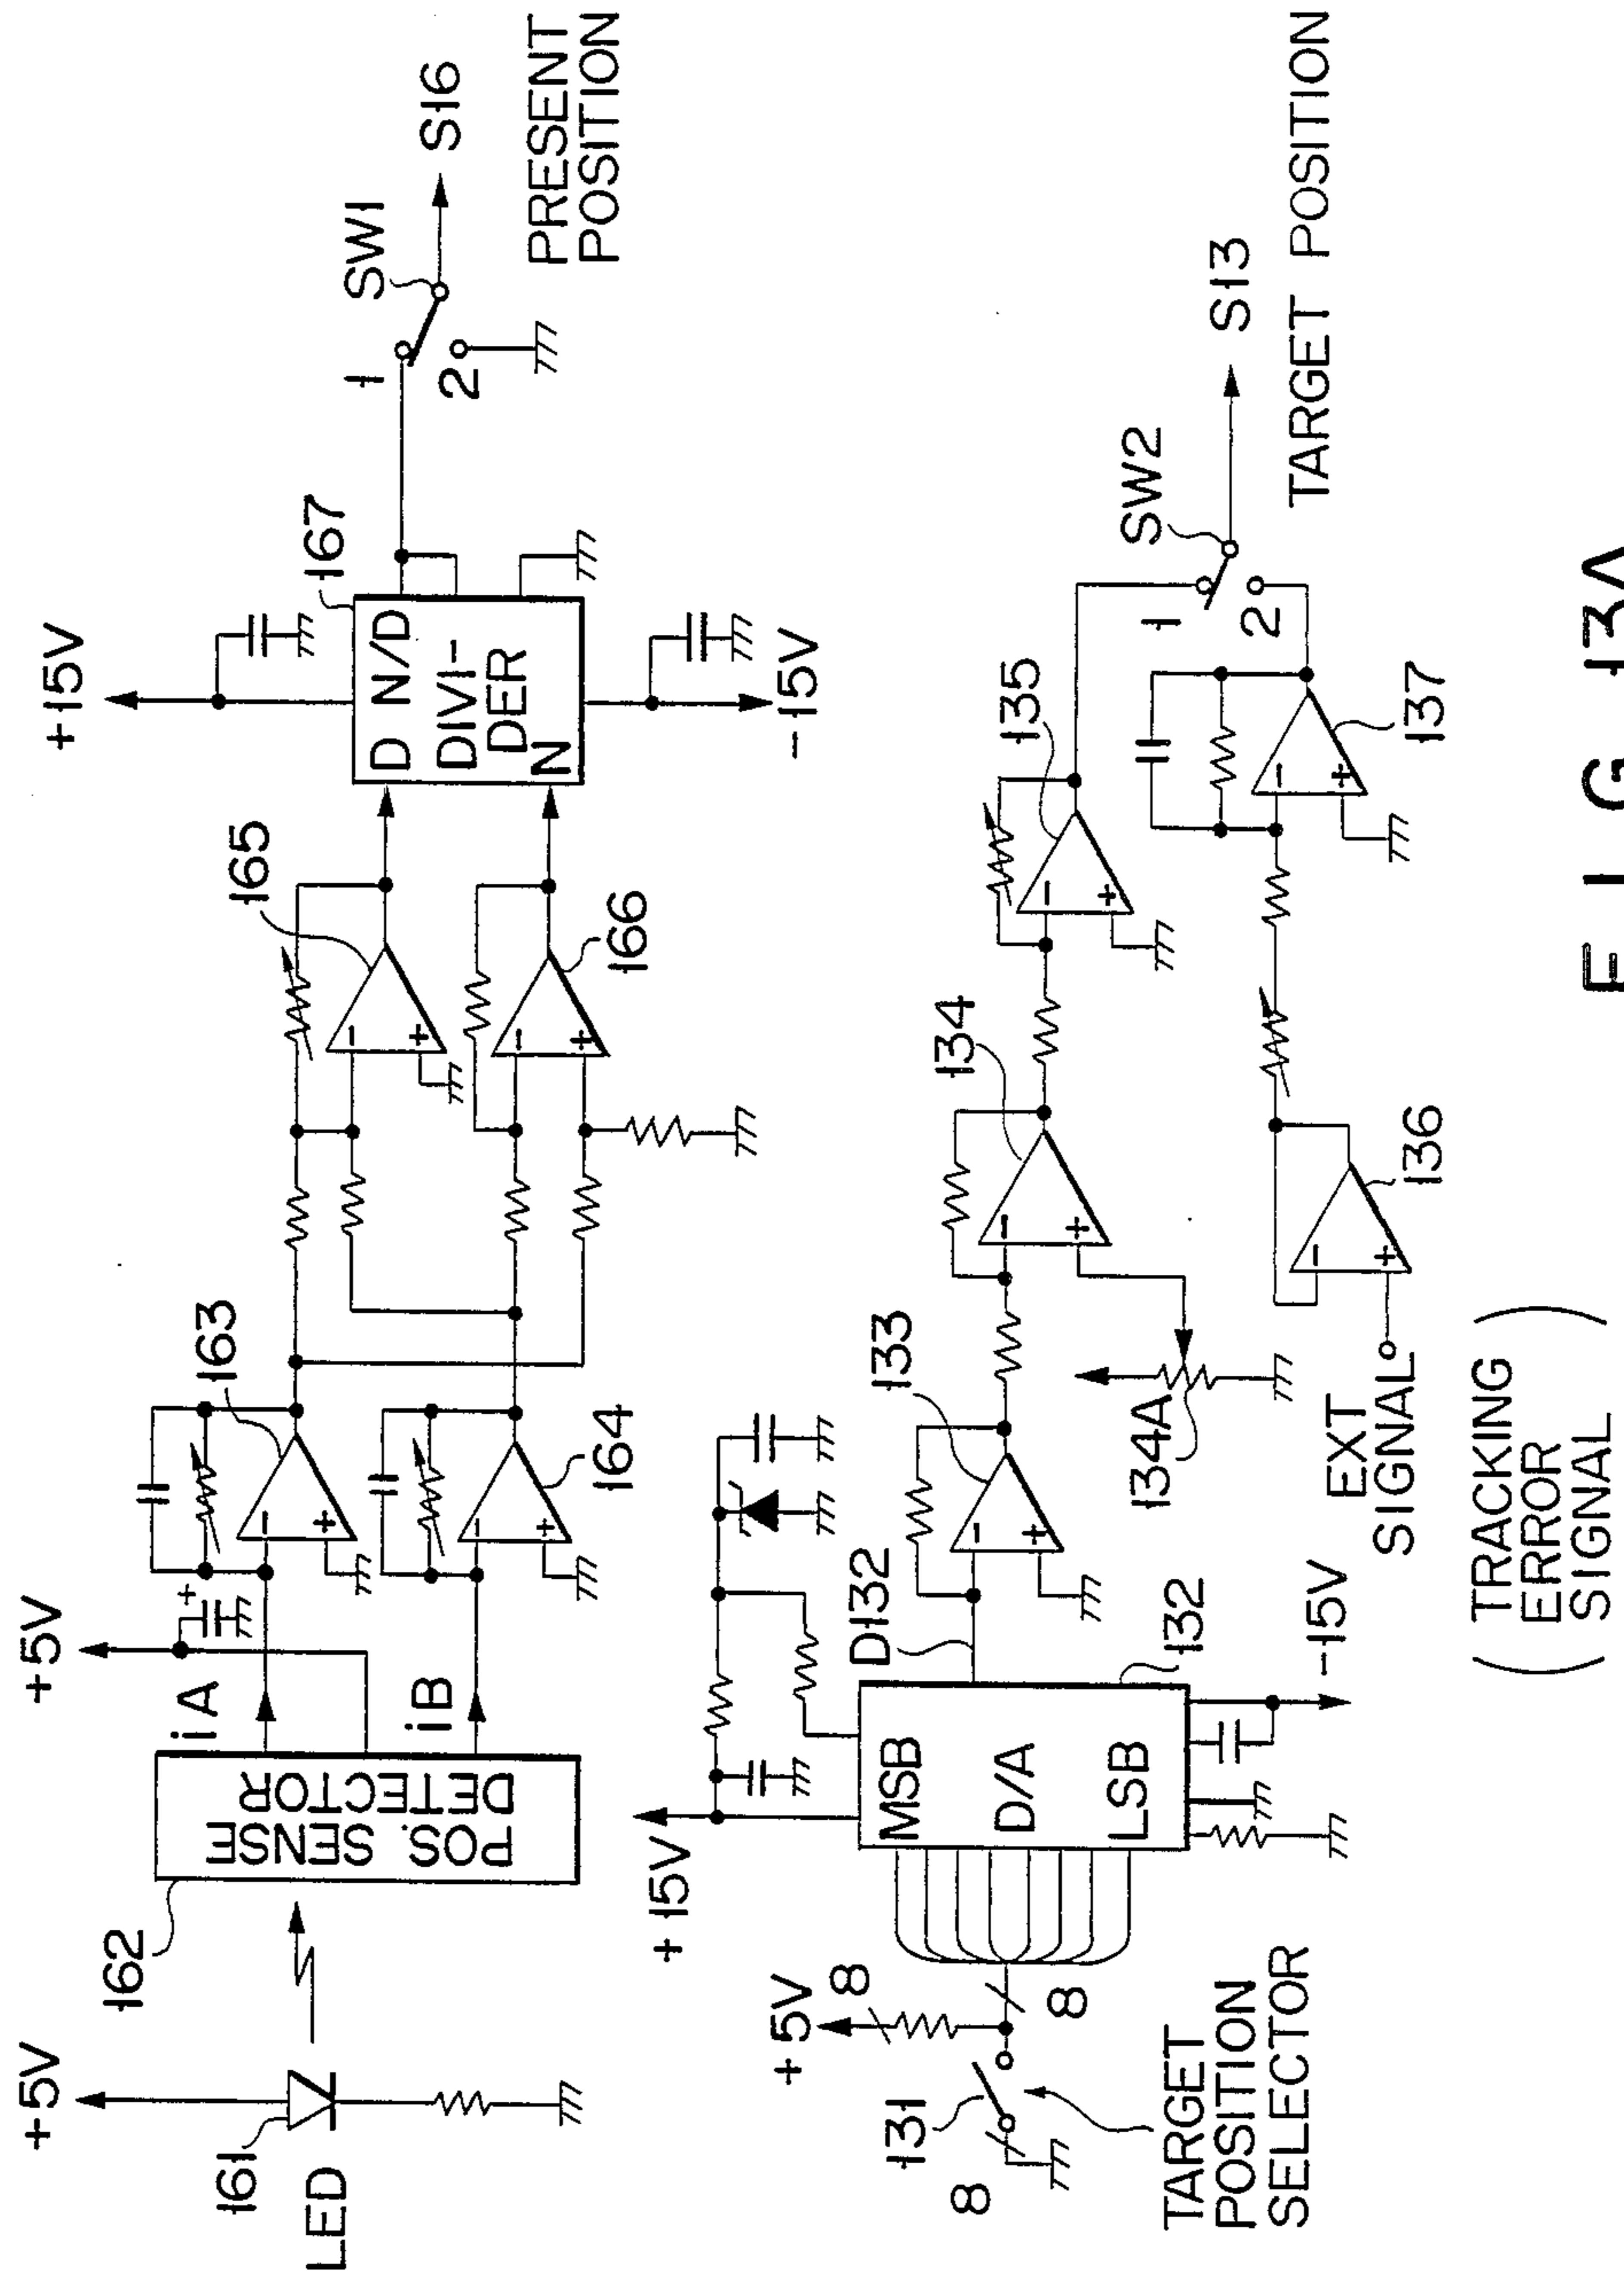 +5V
161
LED
162
POS. SENSE
DETECTOR
+5V
+
iA
iB
163
-
+
164
-
+
165
-
+
166
-
+
+15V
167
D N/D
DIVI-
DER
N
-15V
1
2
SW1
S16
PRESENT
POSITION
8
131
TARGET
POSITION
SELECTOR
+5V
8
8
+15V
MSB
D/A
LSB
132
-15V
D132
133
-
+
134
-
+
134A
135
-
+
EXT
SIGNAL
(TRACKING
ERROR
SIGNAL)
136
-
+
137
-
+
1
2
SW2
S13
TARGET POSITION
FIG. 13A